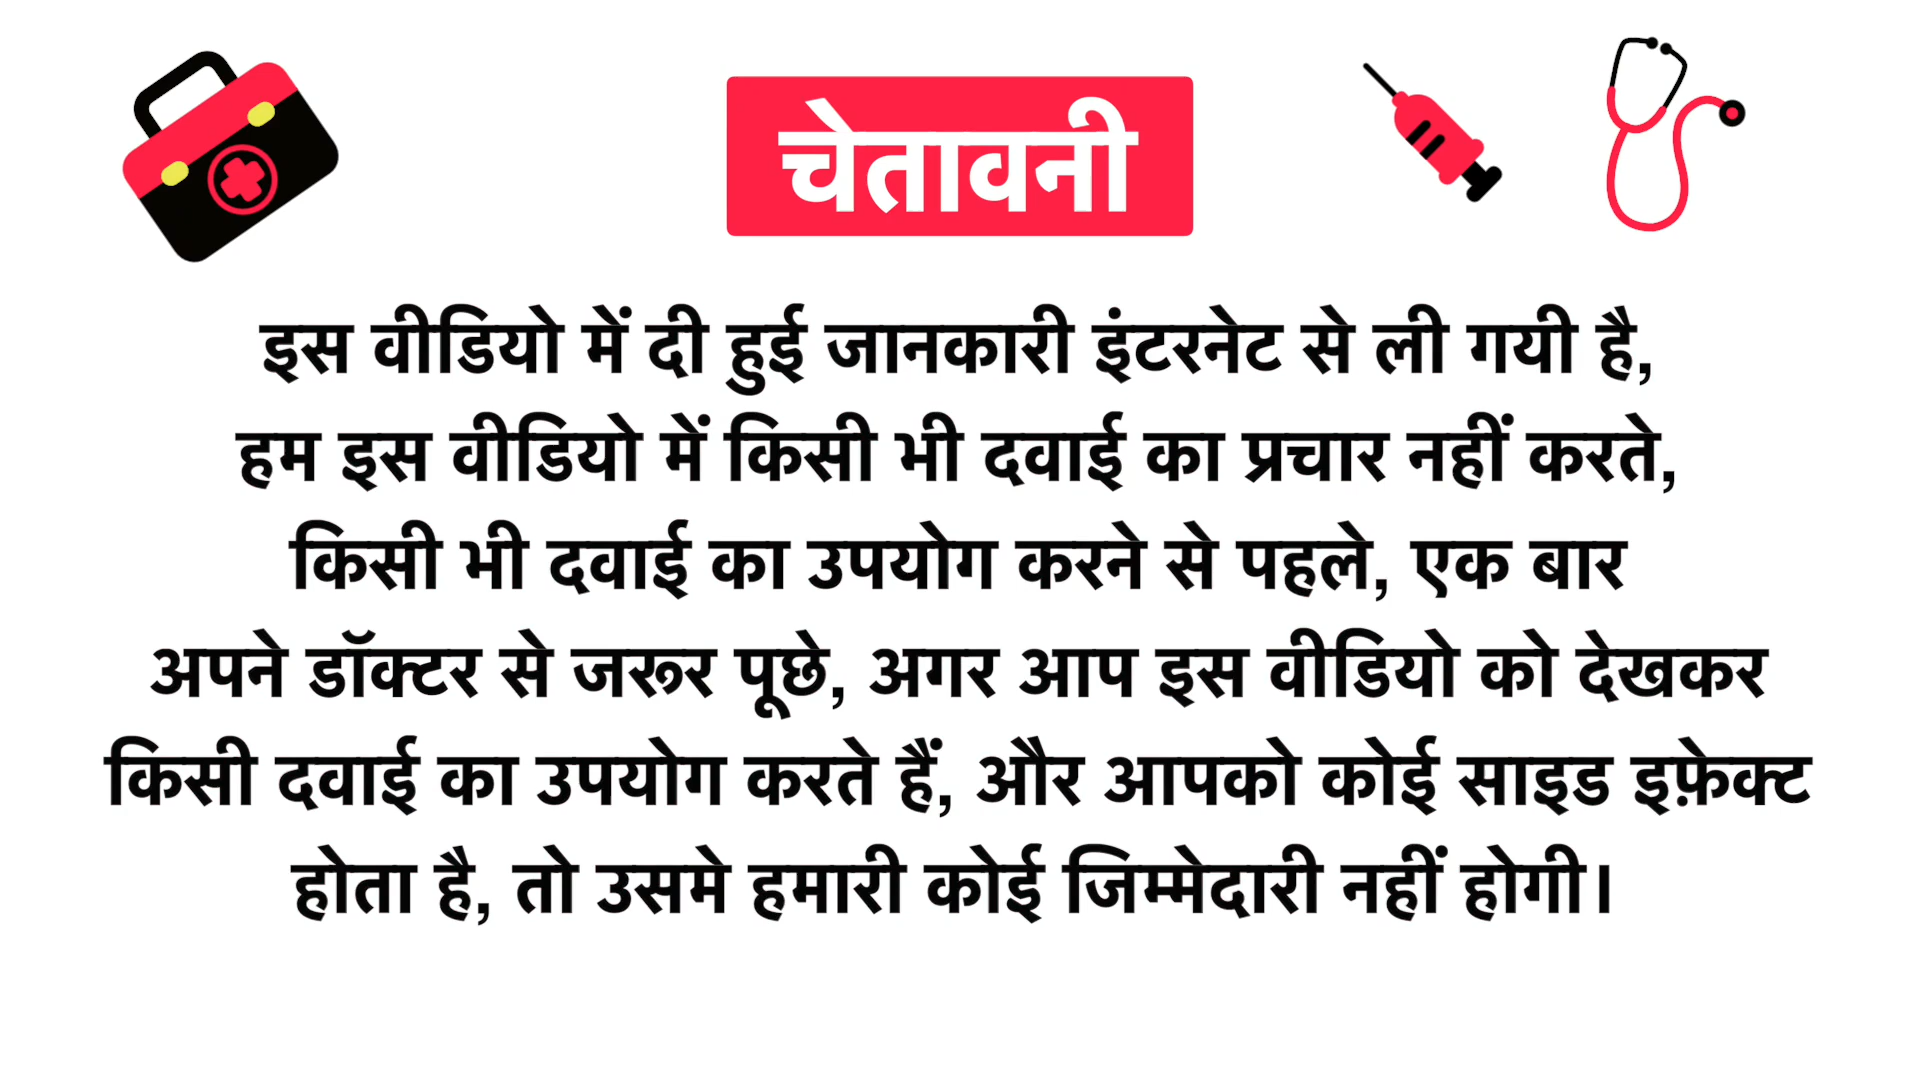 चेतावनी
इस वीडियो में दी हुई जानकारी इंटरनेट से ली गयी है,
हम इस वीडियो में किसी भी दवाई का प्रचार नहीं करते,
किसी भी दवाई का उपयोग करने से पहले, एक बार
अपने डॉक्टर से जरूर पूछे, अगर आप इस वीडियो को देखकर
किसी दवाई का उपयोग करते हैं, और आपको कोई साइड इफ़ेक्ट
होता है, तो उसमे हमारी कोई जिम्मेदारी नहीं होगी।